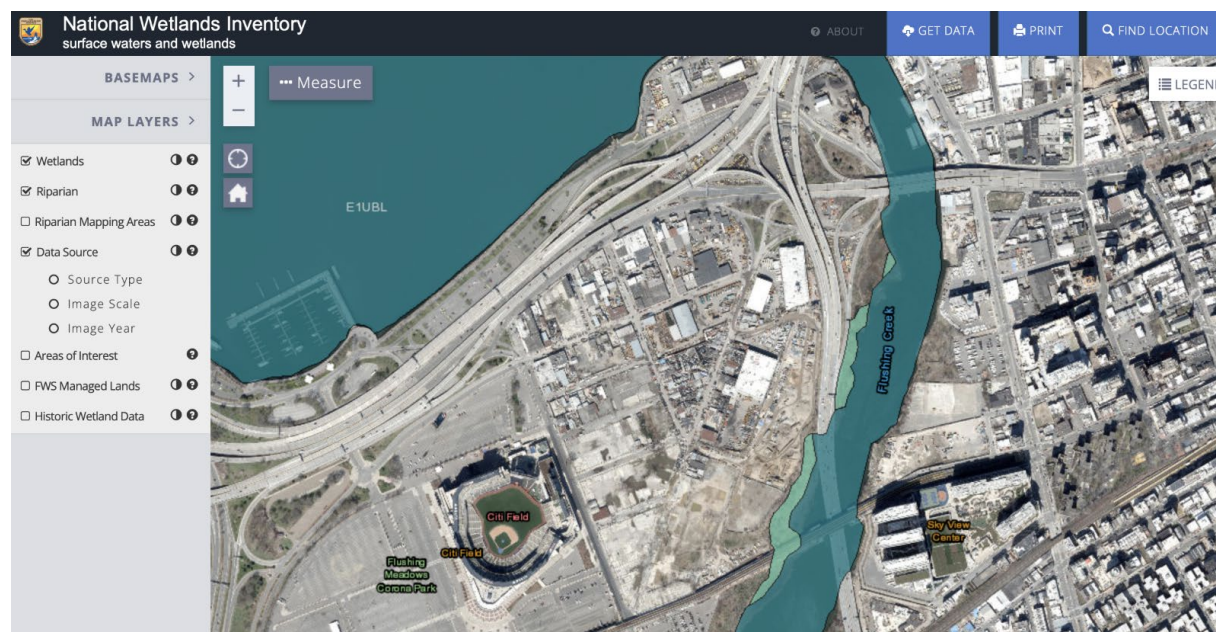 National Wetlands Inventory
surface waters and wetlands
ABOUT
GET DATA
PRINT
FIND LOCATION
BASEMAPS >
MAP LAYERS >
Wetlands
Riparian
Riparian Mapping Areas
Data Source
Source Type
Image Scale
Image Year
Areas of Interest
FWS Managed Lands
Historic Wetland Data
+
−
Measure
LEGEN
E1UBL
Flushing Creek
Citi Field
Citi Field
Flushing
Meadows
Corona Park
Sky View
Center